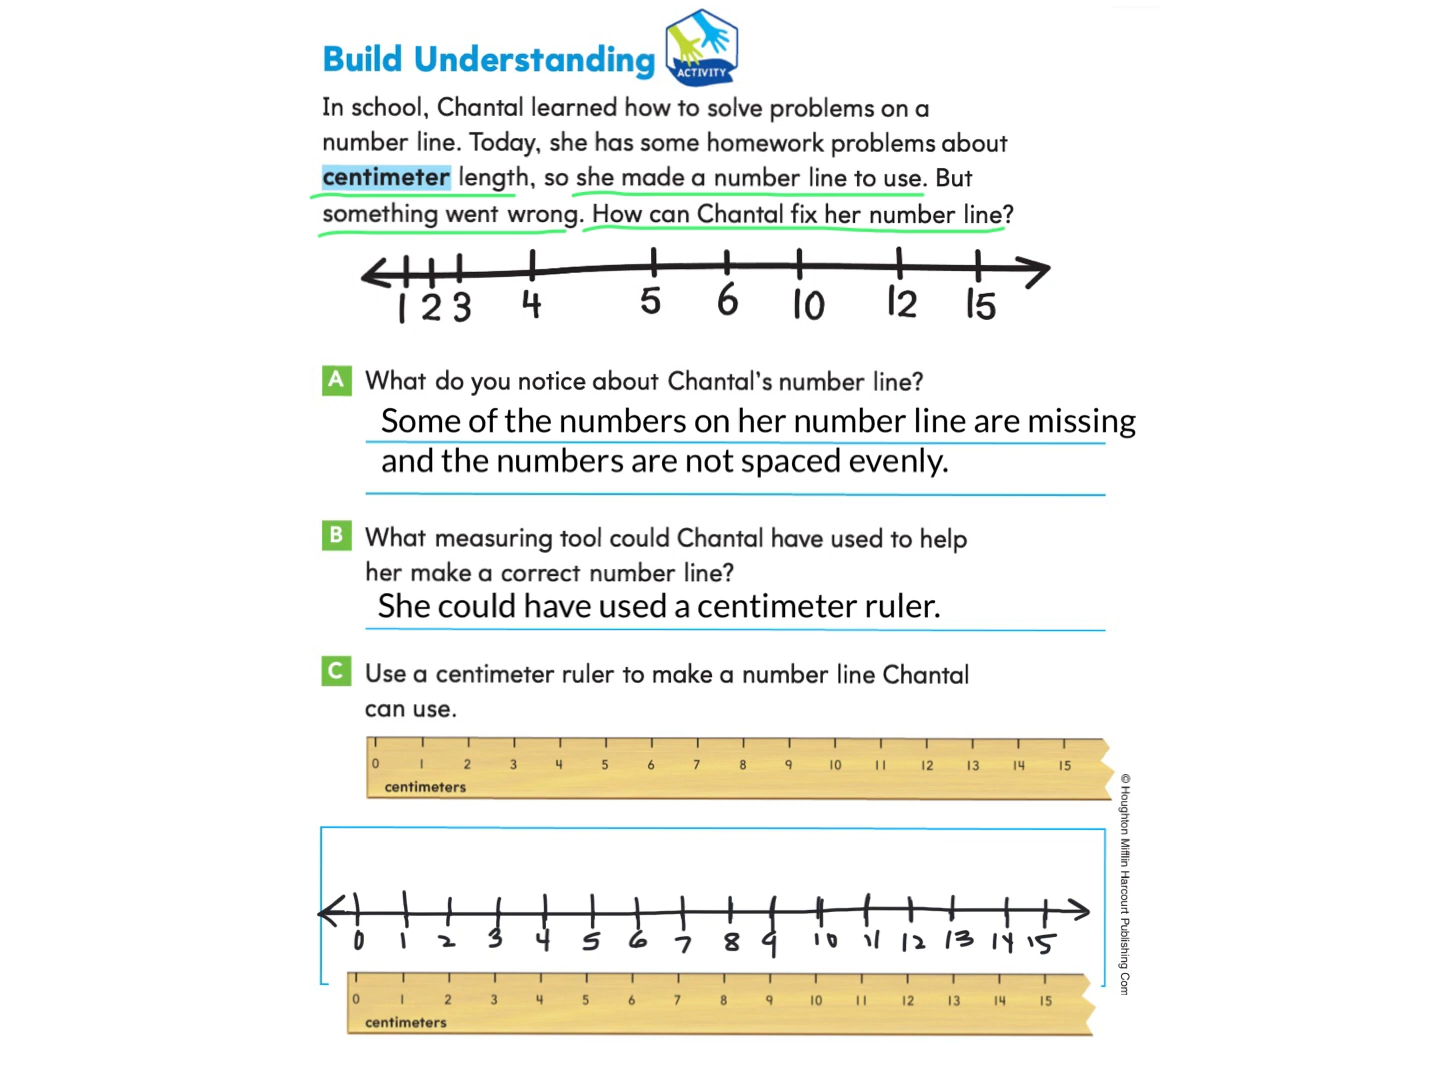 Build Understanding
ACTIVITY
In school, Chantal learned how to solve problems on a
number line. Today, she has some homework problems about
centimeter length, so she made a number line to use. But
something went wrong. How can Chantal fix her number line?
1 2 3 4 5 6 10 12 15
A What do you notice about Chantal's number line?
Some of the numbers on her number line are missing
and the numbers are not spaced evenly.
B What measuring tool could Chantal have used to help
her make a correct number line?
She could have used a centimeter ruler.
C Use a centimeter ruler to make a number line Chantal
can use.
0 1 2 3 4 5 6 7 8 9 10 11 12 13 14 15
centimeters
© Houghton Mifflin Harcourt Publishing Com
0 1 2 3 4 5 6 7 8 9 10 11 12 13 14 15
0 1 2 3 4 5 6 7 8 9 10 11 12 13 14 15
centimeters